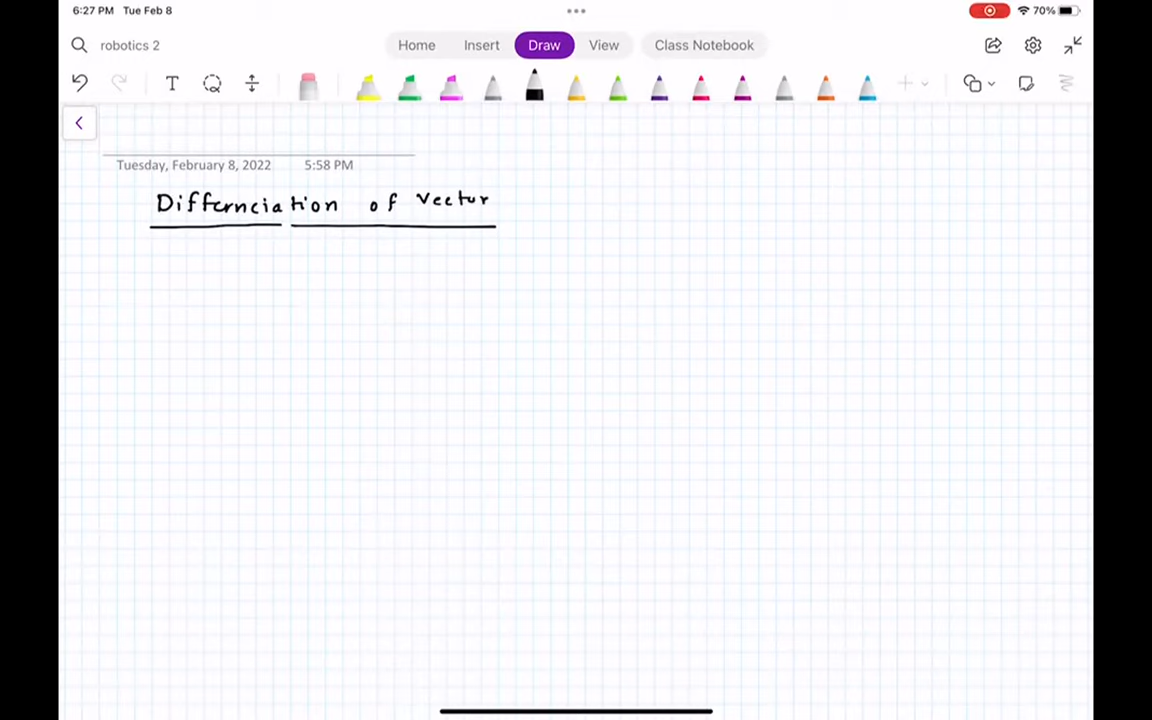 6:27 PM Tue Feb 8
70%
robotics 2
Home Insert Draw View Class Notebook
T
Tuesday, February 8, 2022 5:58 PM
Differnciation of vector